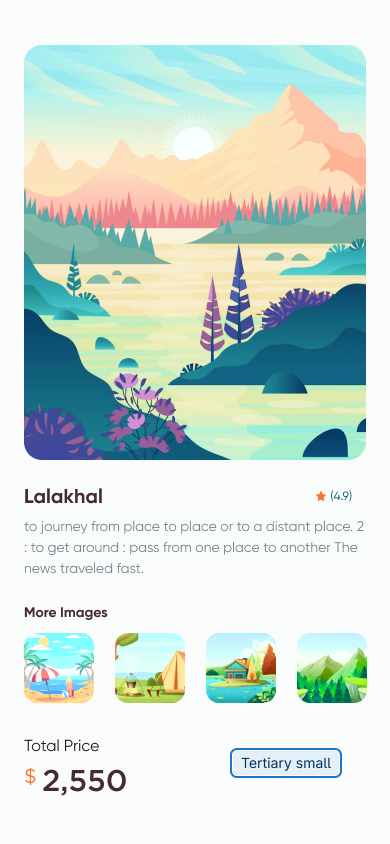 Lalakhal
(4.9)
to journey from place to place or to a distant place. 2
: to get around : pass from one place to another The
news traveled fast.
More Images
Total Price
$ 2,550
Tertiary small